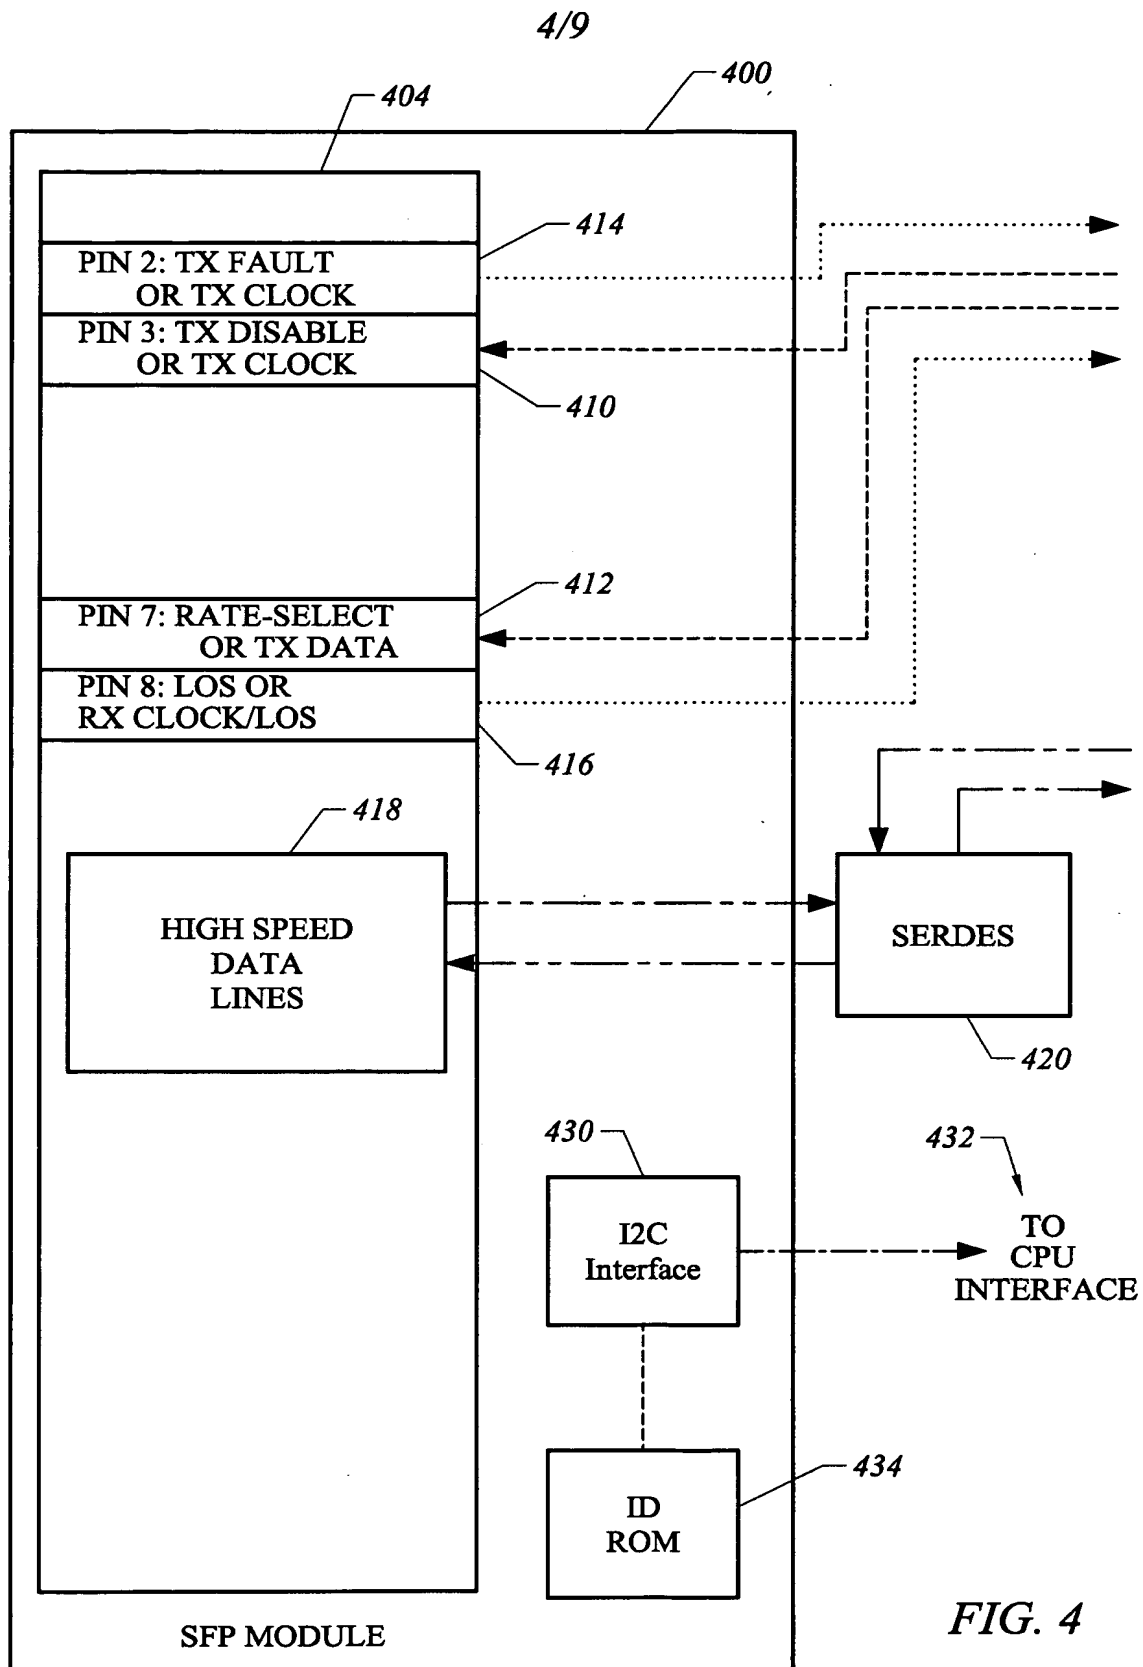 4/9
400
404
414
PIN 2: TX FAULT
OR TX CLOCK
PIN 3: TX DISABLE
OR TX CLOCK
410
412
PIN 7: RATE-SELECT
OR TX DATA
PIN 8: LOS OR
RX CLOCK/LOS
416
418
HIGH SPEED
DATA
LINES
SERDES
420
430
432
I2C
Interface
TO
CPU
INTERFACE
434
ID
ROM
SFP MODULE
FIG. 4